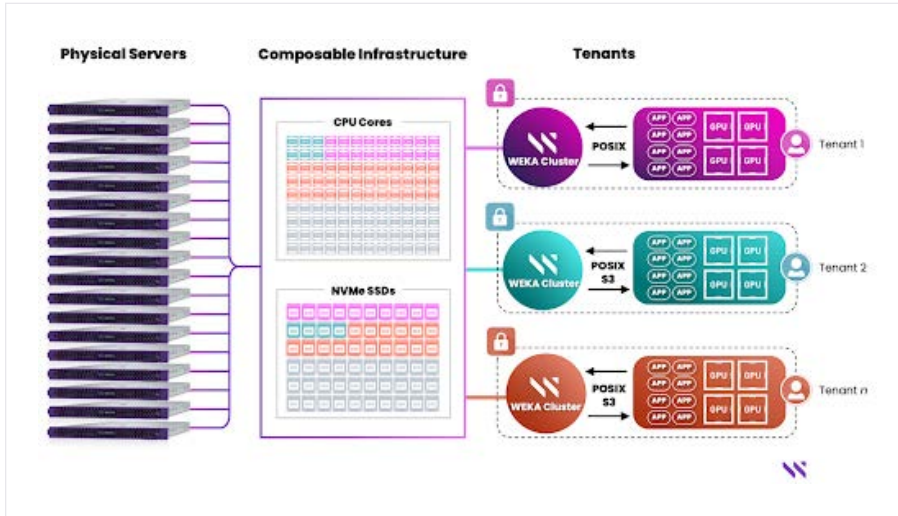 Physical Servers
Composable Infrastructure
Tenants
CPU Cores
NVMe SSDs
WEKA Cluster
POSIX
APP APP
APP APP
APP APP
APP APP
GPU GPU
GPU GPU
Tenant 1
WEKA Cluster
POSIX
S3
APP APP
APP APP
APP APP
APP APP
GPU GPU
GPU GPU
Tenant 2
WEKA Cluster
POSIX
S3
APP APP
APP APP
APP APP
APP APP
GPU GPU
GPU GPU
Tenant n